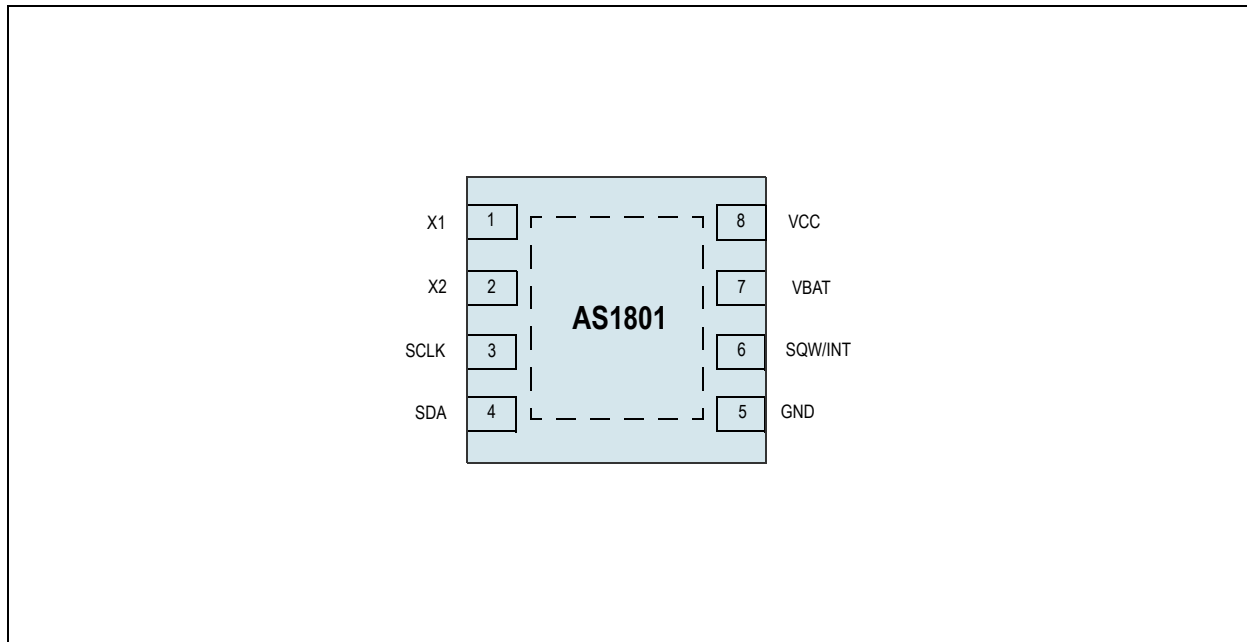 X1 1 8 VCC
X2 2 7 VBAT
AS1801
SCLK 3 6 SQW/INT
SDA 4 5 GND